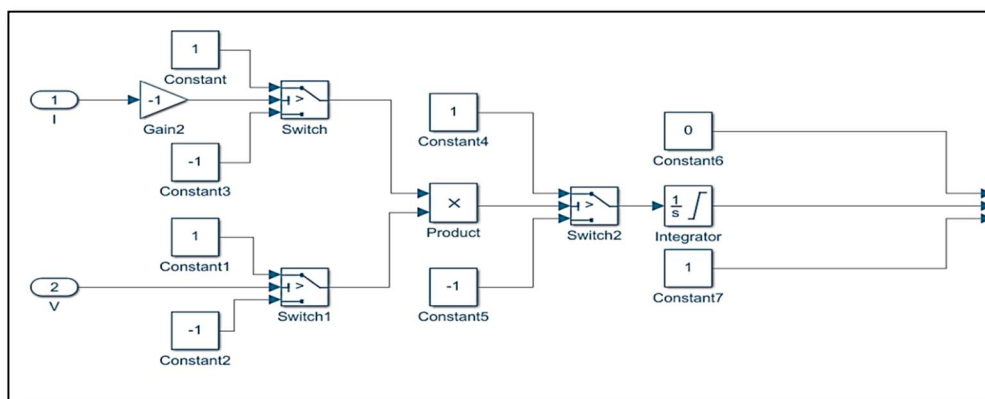 1
Constant
1
I
-1
Gain2
>
Switch
-1
Constant3
1
Constant1
2
V
>
Switch1
-1
Constant2
1
Constant4
×
Product
-1
Constant5
>
Switch2
0
Constant6
1
s
Integrator
1
Constant7